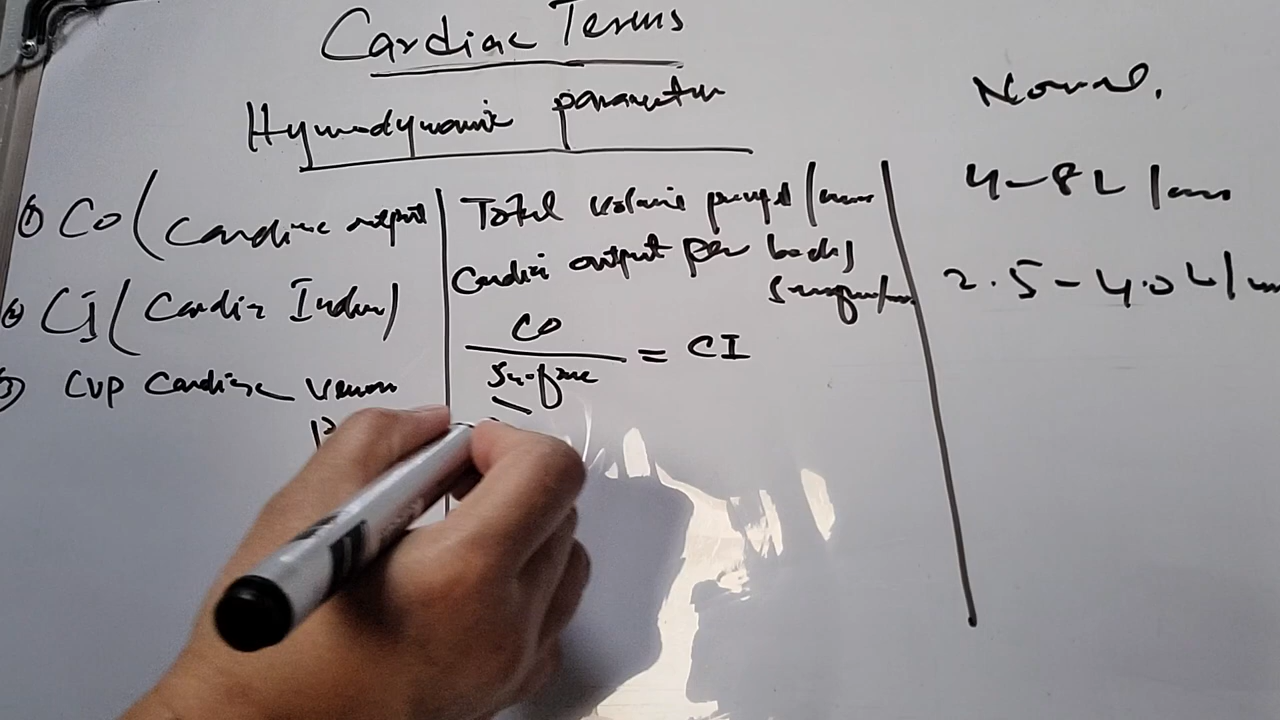 Cardiac Terms
Hymodynamic parameter
Normal.
① CO (Cardiac output
Total volume pumped / min
4-8 L / min
② CI (Cardiac Index)
Cardiac output per body
surface/
2.5 - 4.0 L/m
CO
= CI
Surface
③ CVP Cardiac Venous
P